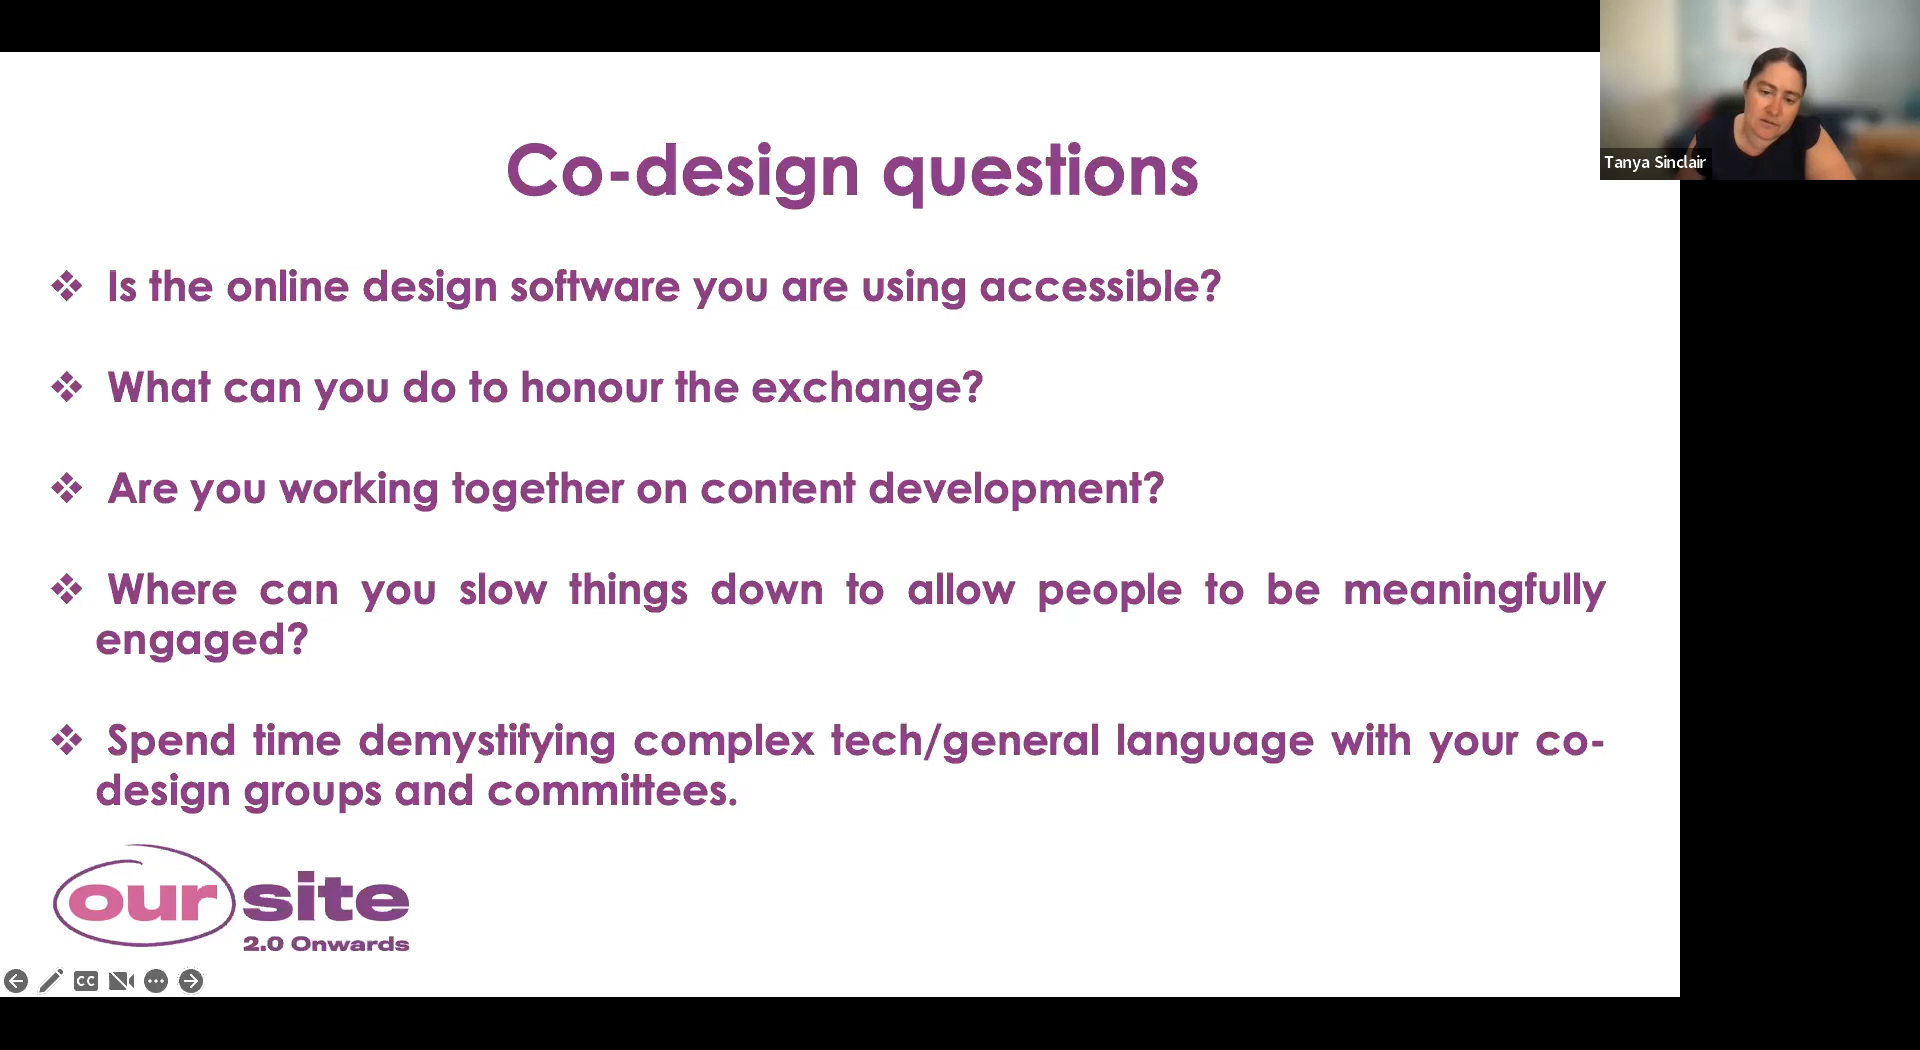 Tanya Sinclair
Co-design questions
❖ Is the online design software you are using accessible?
❖ What can you do to honour the exchange?
❖ Are you working together on content development?
❖ Where can you slow things down to allow people to be meaningfully
engaged?
❖ Spend time demystifying complex tech/general language with your co-
design groups and committees.
our site
2.0 Onwards
CC